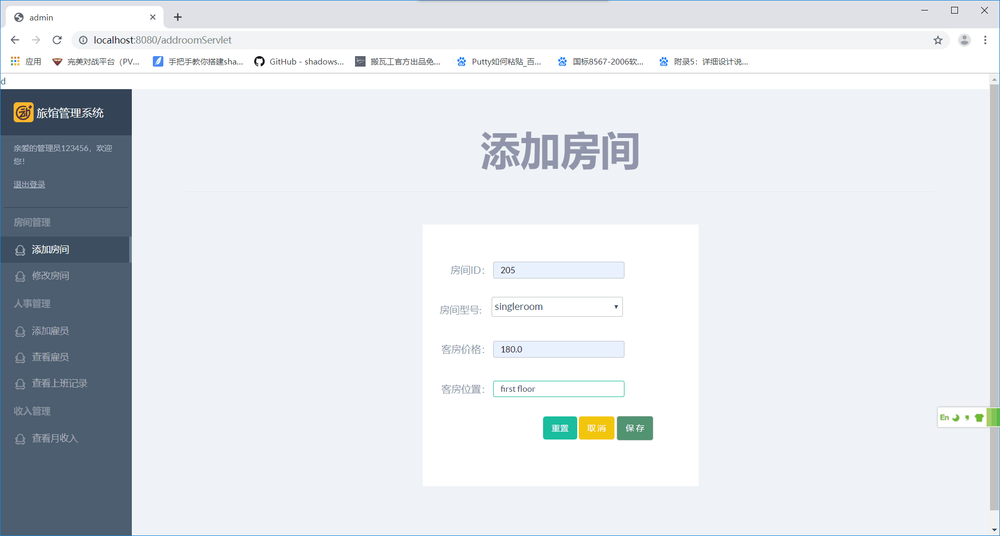 admin
localhost:8080/addroomServlet
应用 完美对战平台（PV... 手把手教你搭建sha... GitHub - shadows... 搬瓦工官方出品免... Putty如何粘贴_百... 国标8567-2006软... 附录5：详细设计说...
d
旅馆管理系统
亲爱的管理员123456，欢迎
您！
退出登录
房间管理
添加房间
修改房间
人事管理
添加雇员
查看雇员
查看上班记录
收入管理
查看月收入
添加房间
房间ID： 205
房间型号： singleroom
客房价格： 180.0
客房位置： first floor
重置 取消 保存
En